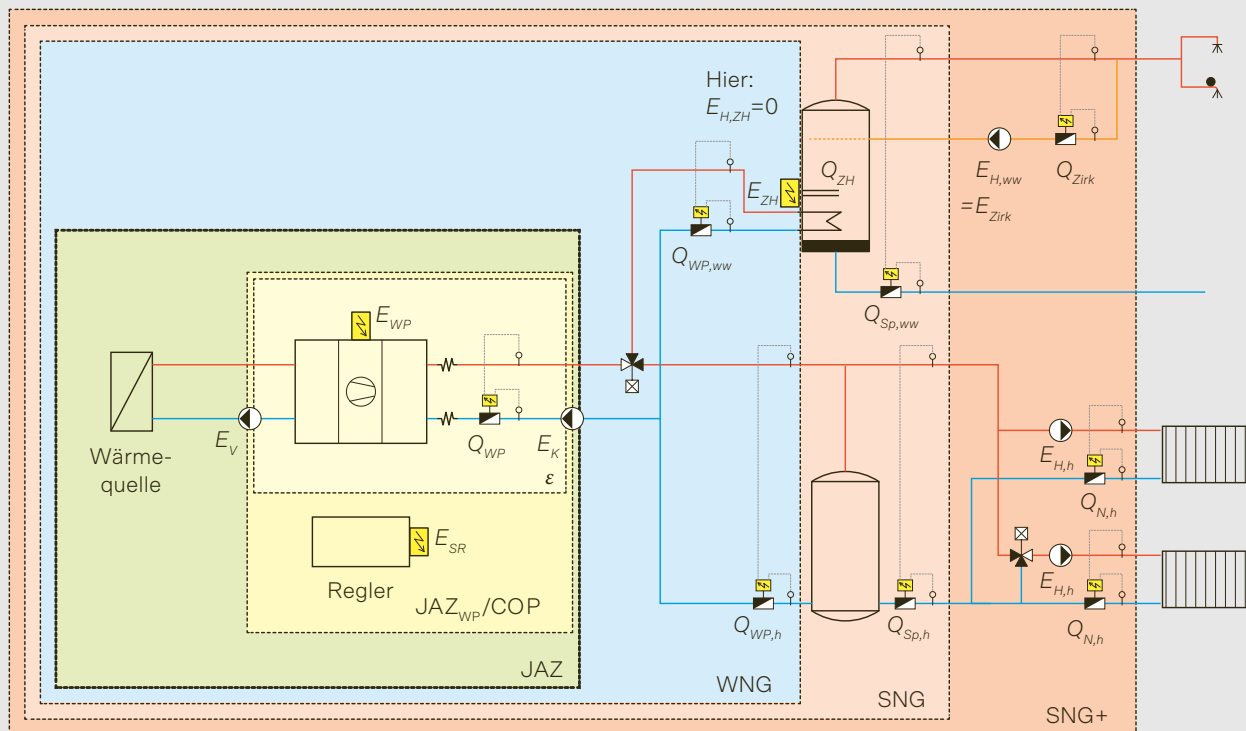 Hier:
E_H,ZH=0
E_ZH
Q_ZH
E_H,ww
=E_Zirk
Q_Zirk
Q_WP,ww
Q_Sp,ww
E_WP
Wärme-
quelle
E_V
Q_WP
E_K
ε
E_H,h
Q_N,h
E_SR
Regler
JAZ_WP/COP
E_H,h
Q_WP,h
Q_Sp,h
Q_N,h
JAZ
WNG
SNG
SNG+